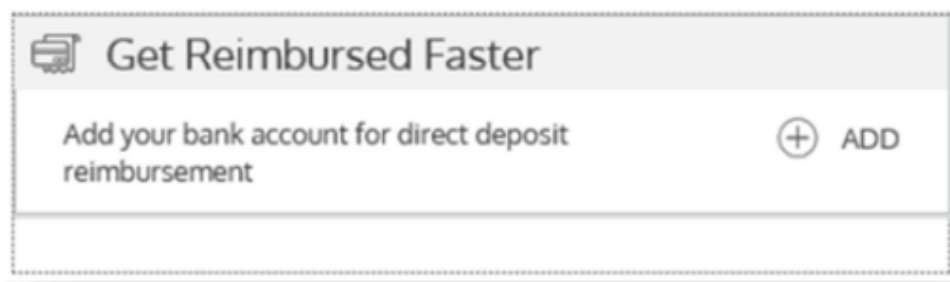 Get Reimbursed Faster
Add your bank account for direct deposit
reimbursement
ADD